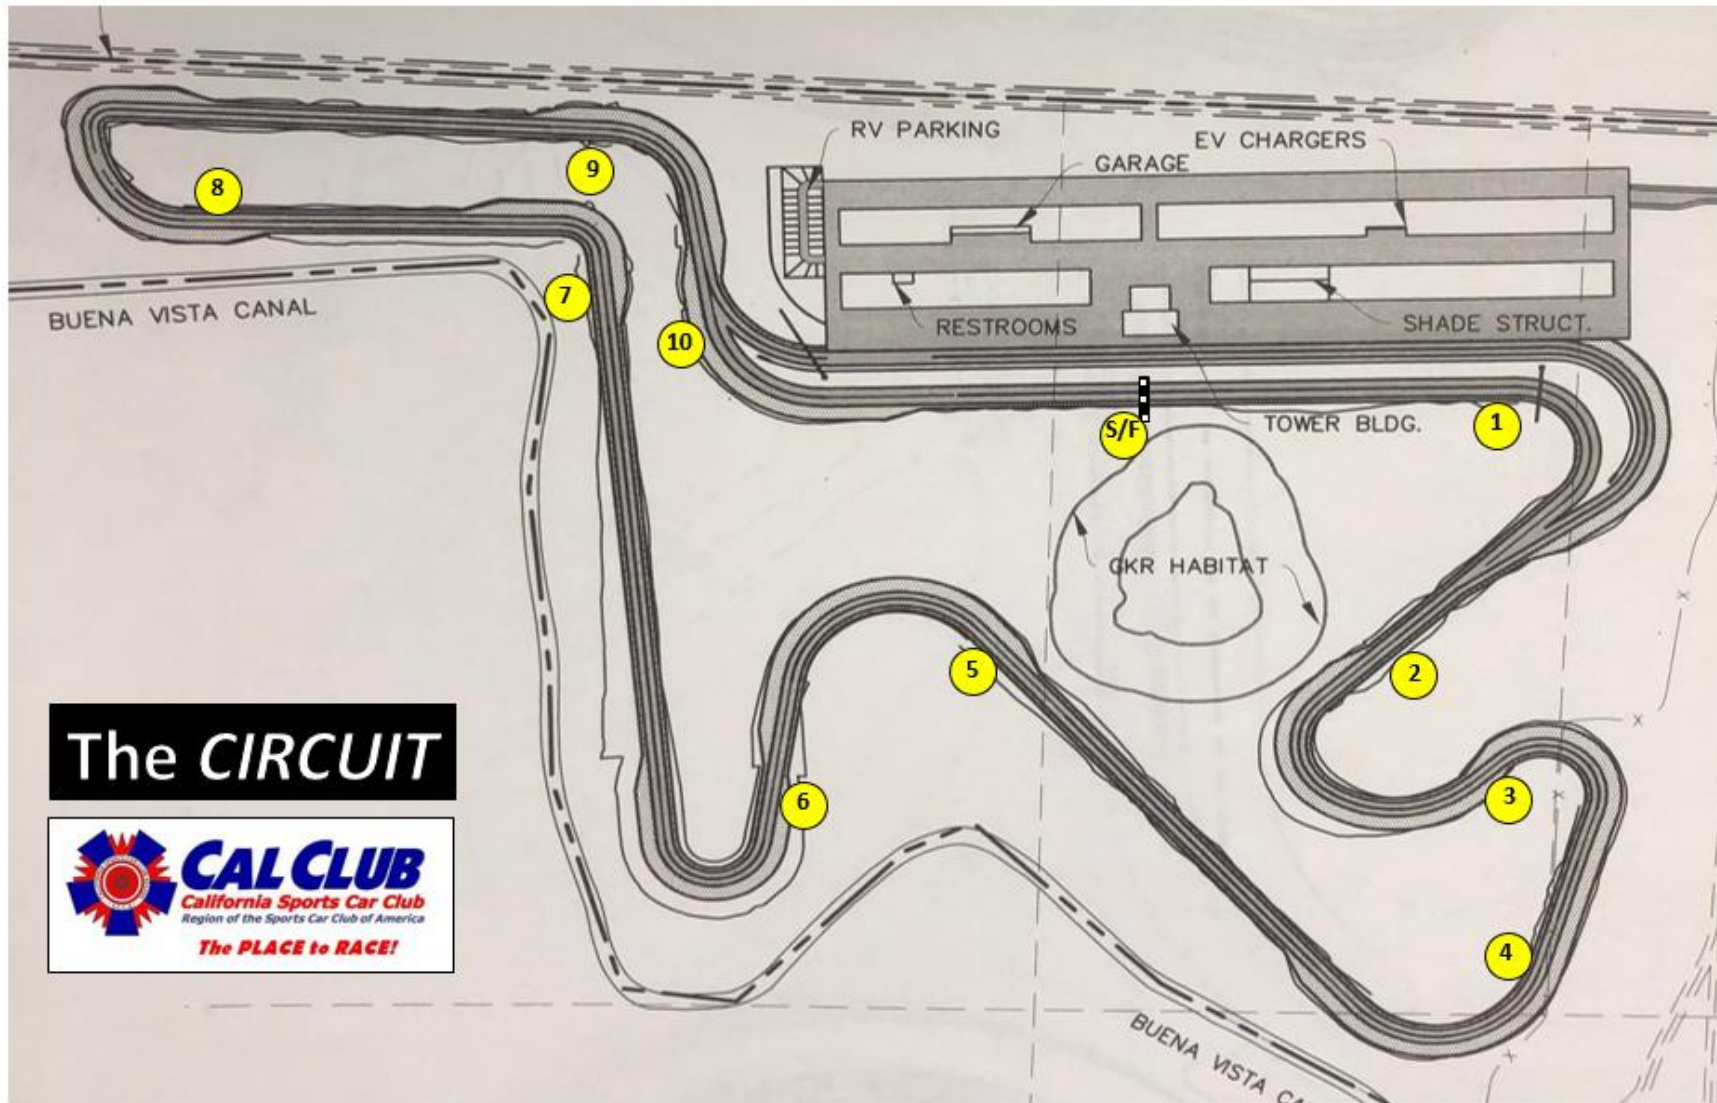 RV PARKING
EV CHARGERS
GARAGE
8
9
7
BUENA VISTA CANAL
RESTROOMS
SHADE STRUCT.
10
S/F
TOWER BLDG.
1
GKR HABITAT
5
2
X
X
The CIRCUIT
6
3
X
CAL CLUB
California Sports Car Club
Region of the Sports Car Club of America
The PLACE to RACE!
4
BUENA VISTA
X